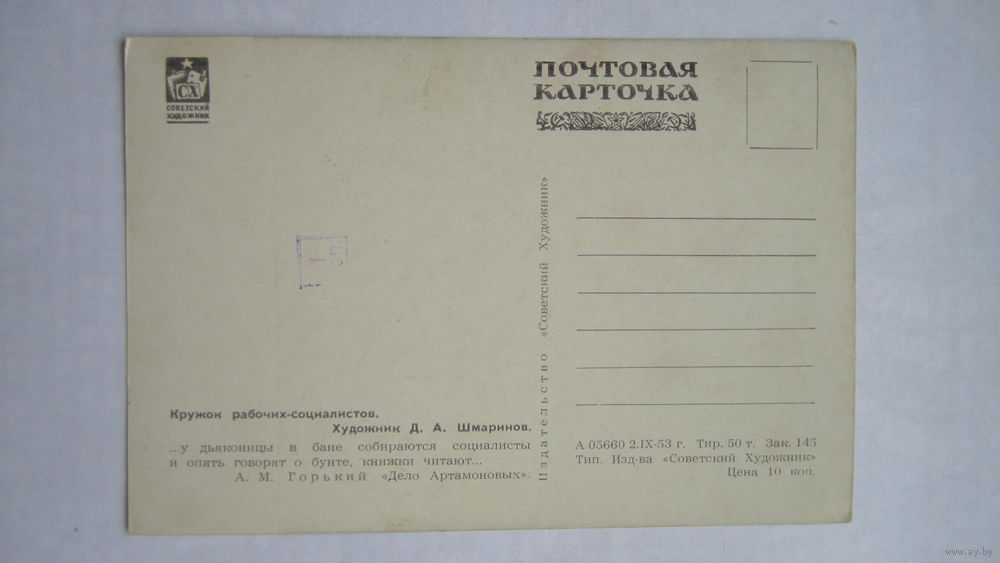 СХ
СОВЕТСКИЙ
ХУДОЖНИК
ПОЧТОВАЯ
КАРТОЧКА
Кружок рабочих-социалистов.
Художник Д. А. Шмаринов.
...у дьяконицы в бане собираются социалисты
и опять говорят о бунте, книжки читают...
А. М. Горький «Дело Артамоновых».
Издательство «Советский Художник»
А 05660 2.IX-53 г. Тир. 50 т. Зак. 145
Тип. Изд-ва «Советский Художник»
Цена 10 коп.
www.ay.by